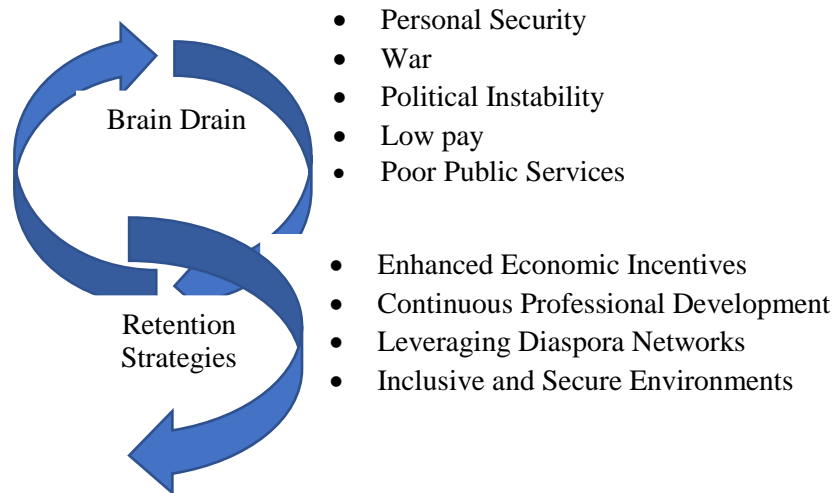 • Personal Security
• War
• Political Instability
• Low pay
• Poor Public Services
Brain Drain
• Enhanced Economic Incentives
• Continuous Professional Development
• Leveraging Diaspora Networks
• Inclusive and Secure Environments
Retention
Strategies